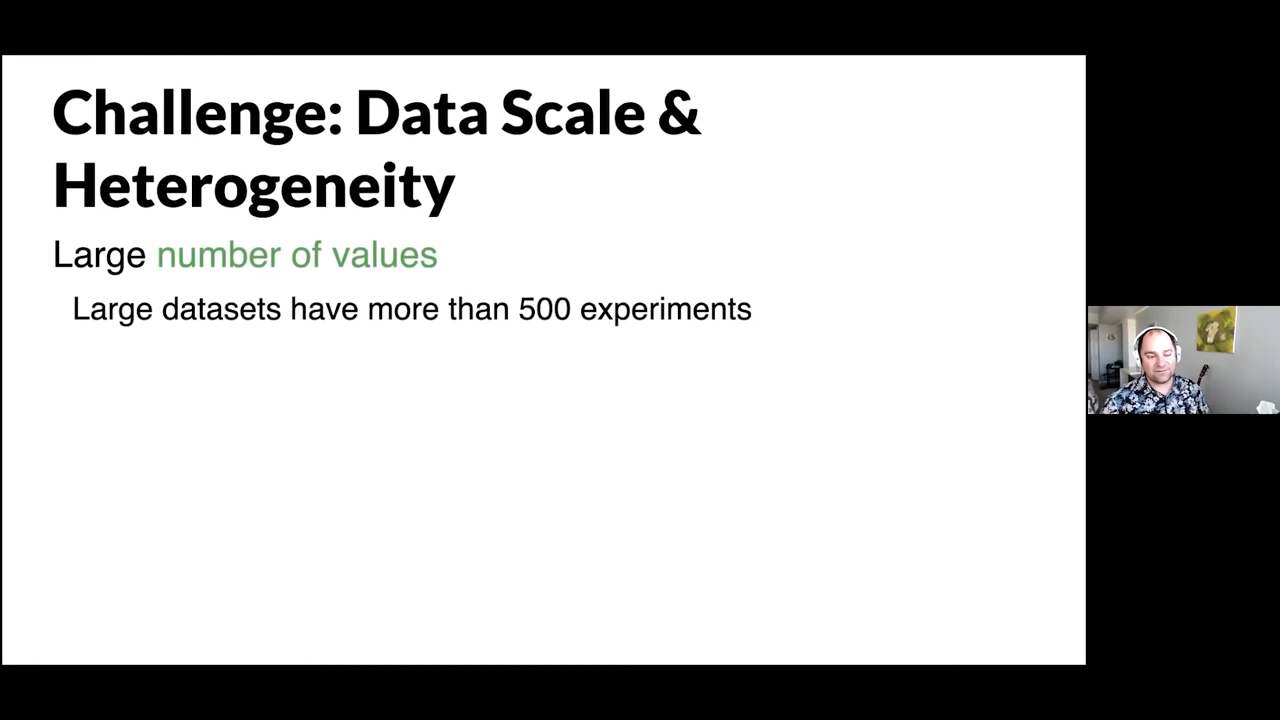 Challenge: Data Scale &
Heterogeneity
Large number of values
Large datasets have more than 500 experiments